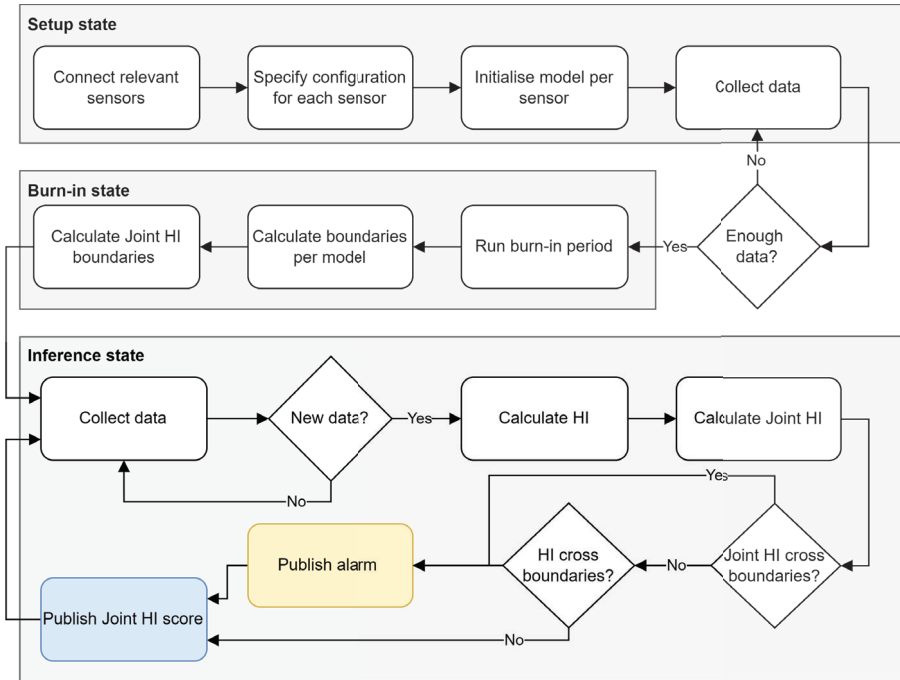 Setup state
Connect relevant
sensors
Specify configuration
for each sensor
Initialise model per
sensor
Collect data
No
Enough
data?
Yes
Burn-in state
Run burn-in period
Calculate boundaries
per model
Calculate Joint HI
boundaries
Inference state
Collect data
New data?
Yes
No
Calculate HI
Calculate Joint HI
Yes
Joint HI cross
boundaries?
No
HI cross
boundaries?
Publish alarm
No
Publish Joint HI score